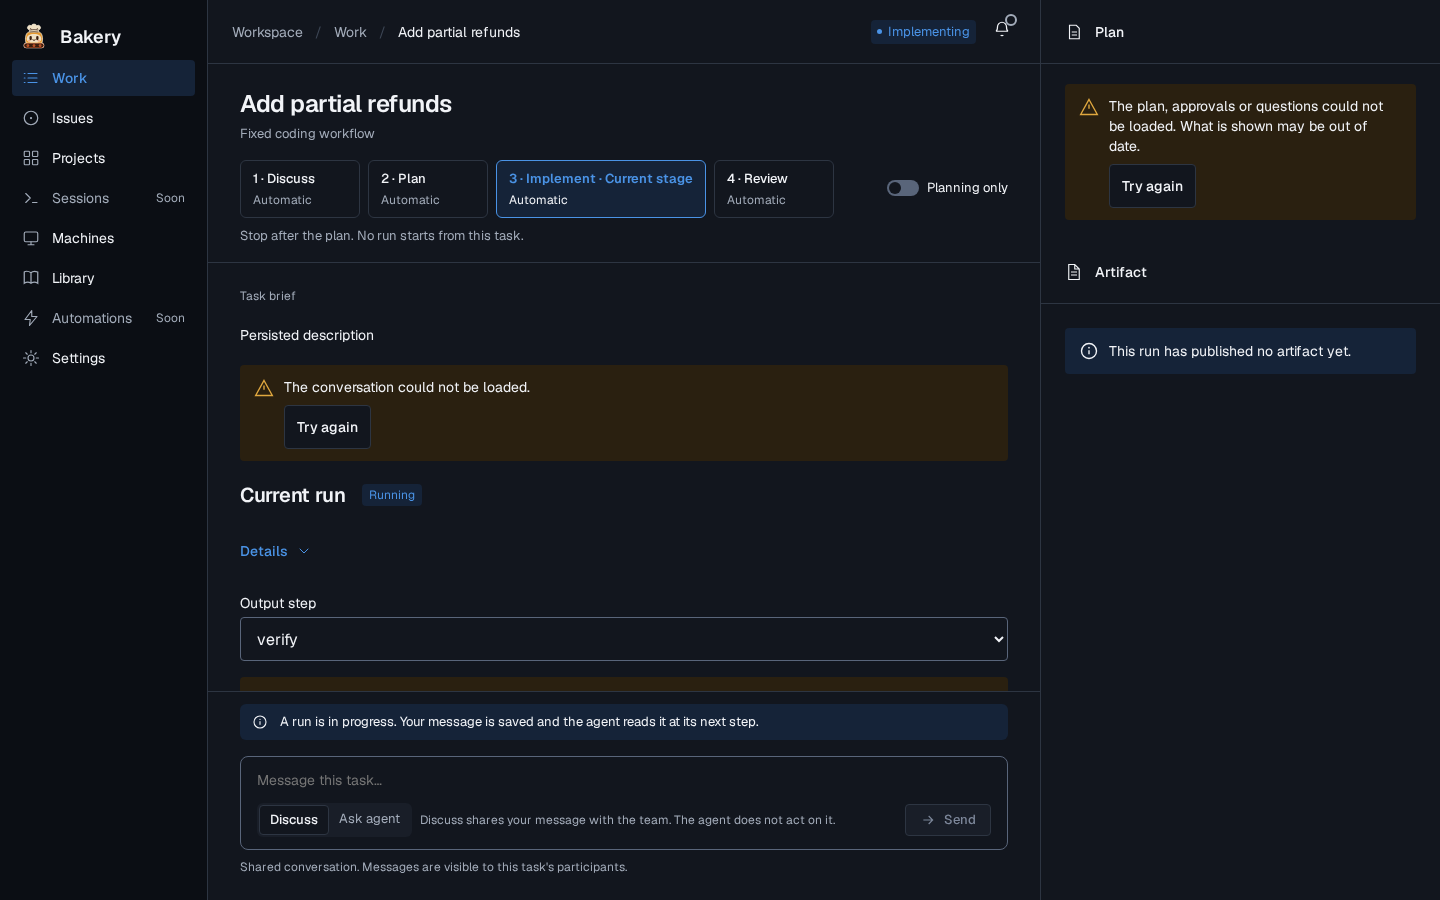 Bakery
Work
Issues
Projects
Sessions Soon
Machines
Library
Automations Soon
Settings
Workspace / Work / Add partial refunds
Implementing
Add partial refunds
Fixed coding workflow
1 · Discuss
Automatic
2 · Plan
Automatic
3 · Implement · Current stage
Automatic
4 · Review
Automatic
Planning only
Stop after the plan. No run starts from this task.
Task brief
Persisted description
The conversation could not be loaded.
Try again
Current run Running
Details
Output step
verify
A run is in progress. Your message is saved and the agent reads it at its next step.
Message this task...
Discuss Ask agent Discuss shares your message with the team. The agent does not act on it. Send
Shared conversation. Messages are visible to this task's participants.
Plan
The plan, approvals or questions could not
be loaded. What is shown may be out of
date.
Try again
Artifact
This run has published no artifact yet.